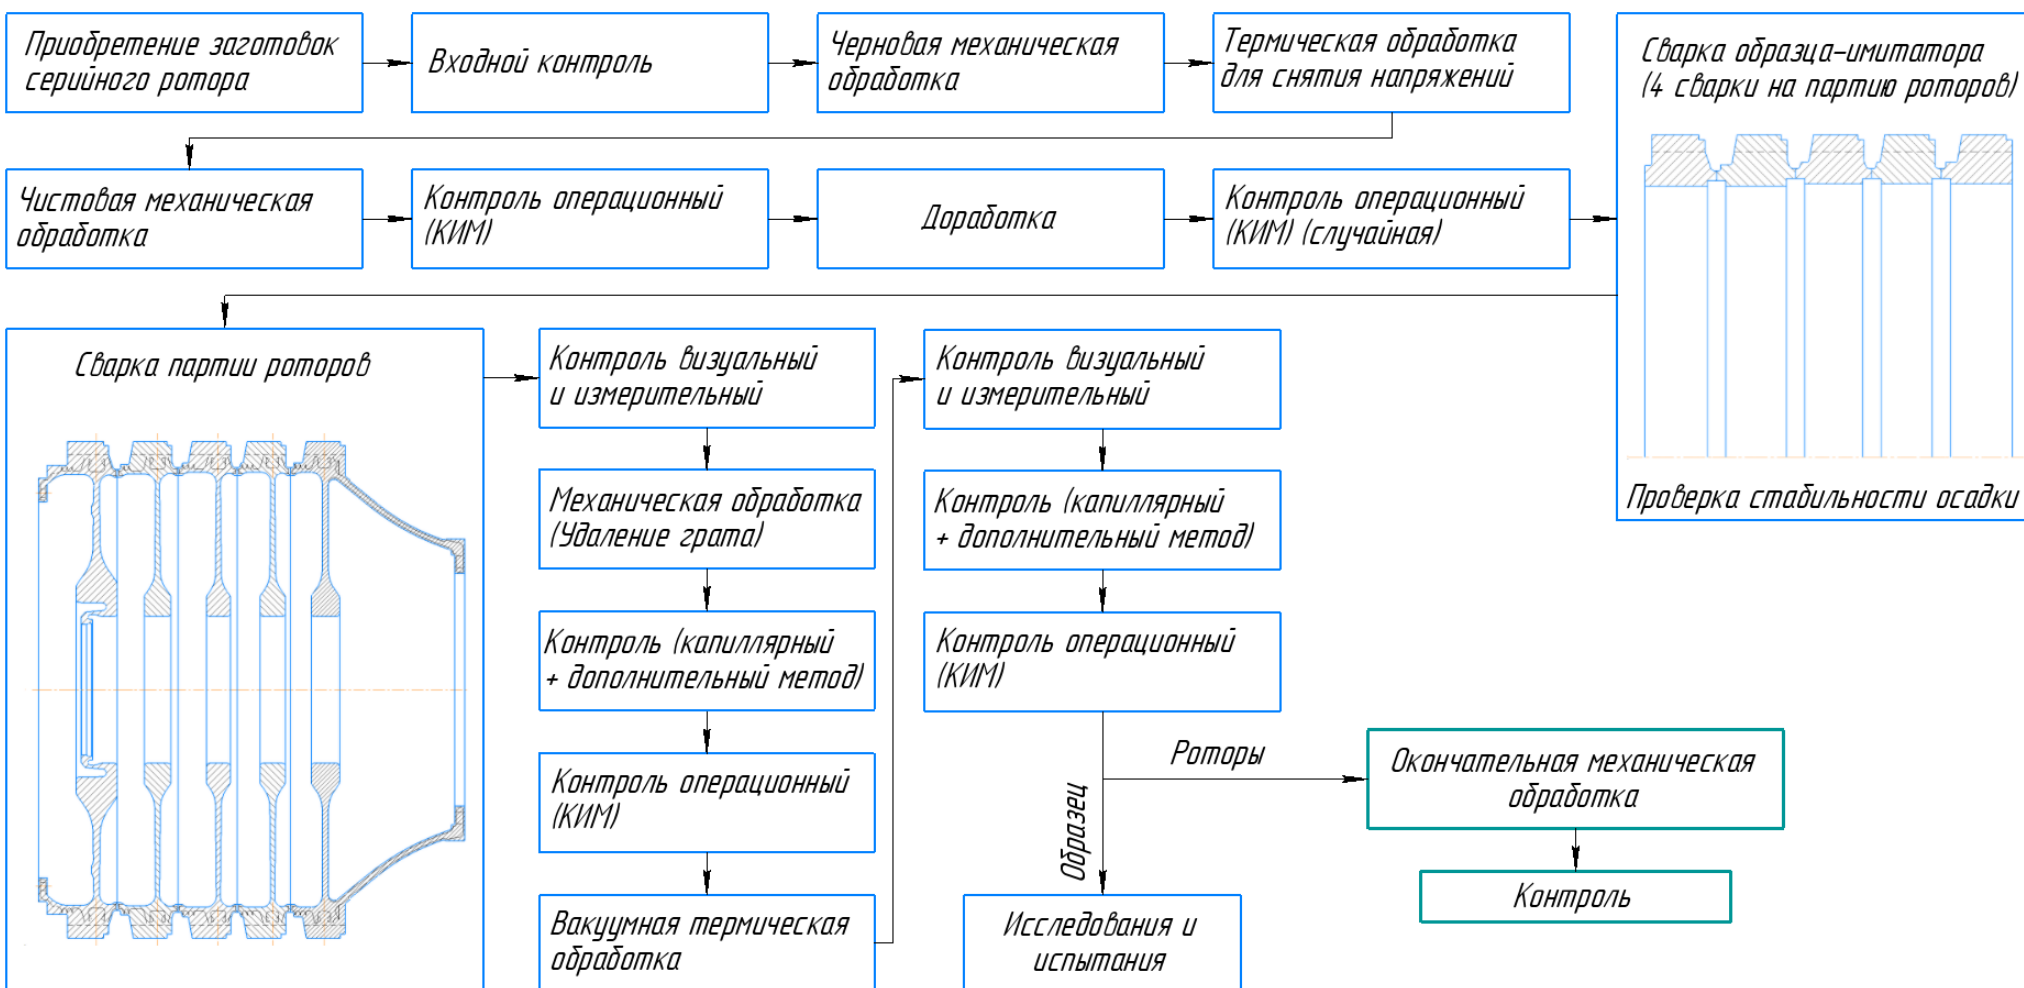 Приобретение заготовок
серийного ротора
Входной контроль
Черновая механическая
обработка
Термическая обработка
для снятия напряжений
Сварка образца-имитатора
(4 сварки на партию роторов)
Проверка стабильности осадки
Чистовая механическая
обработка
Контроль операционный
(КИМ)
Доработка
Контроль операционный
(КИМ) (случайная)
Сварка партии роторов
Контроль визуальный
и измерительный
Механическая обработка
(Удаление грата)
Контроль (капиллярный
+ дополнительный метод)
Контроль операционный
(КИМ)
Вакуумная термическая
обработка
Контроль визуальный
и измерительный
Контроль (капиллярный
+ дополнительный метод)
Контроль операционный
(КИМ)
Роторы
Образец
Окончательная механическая
обработка
Контроль
Исследования и
испытания